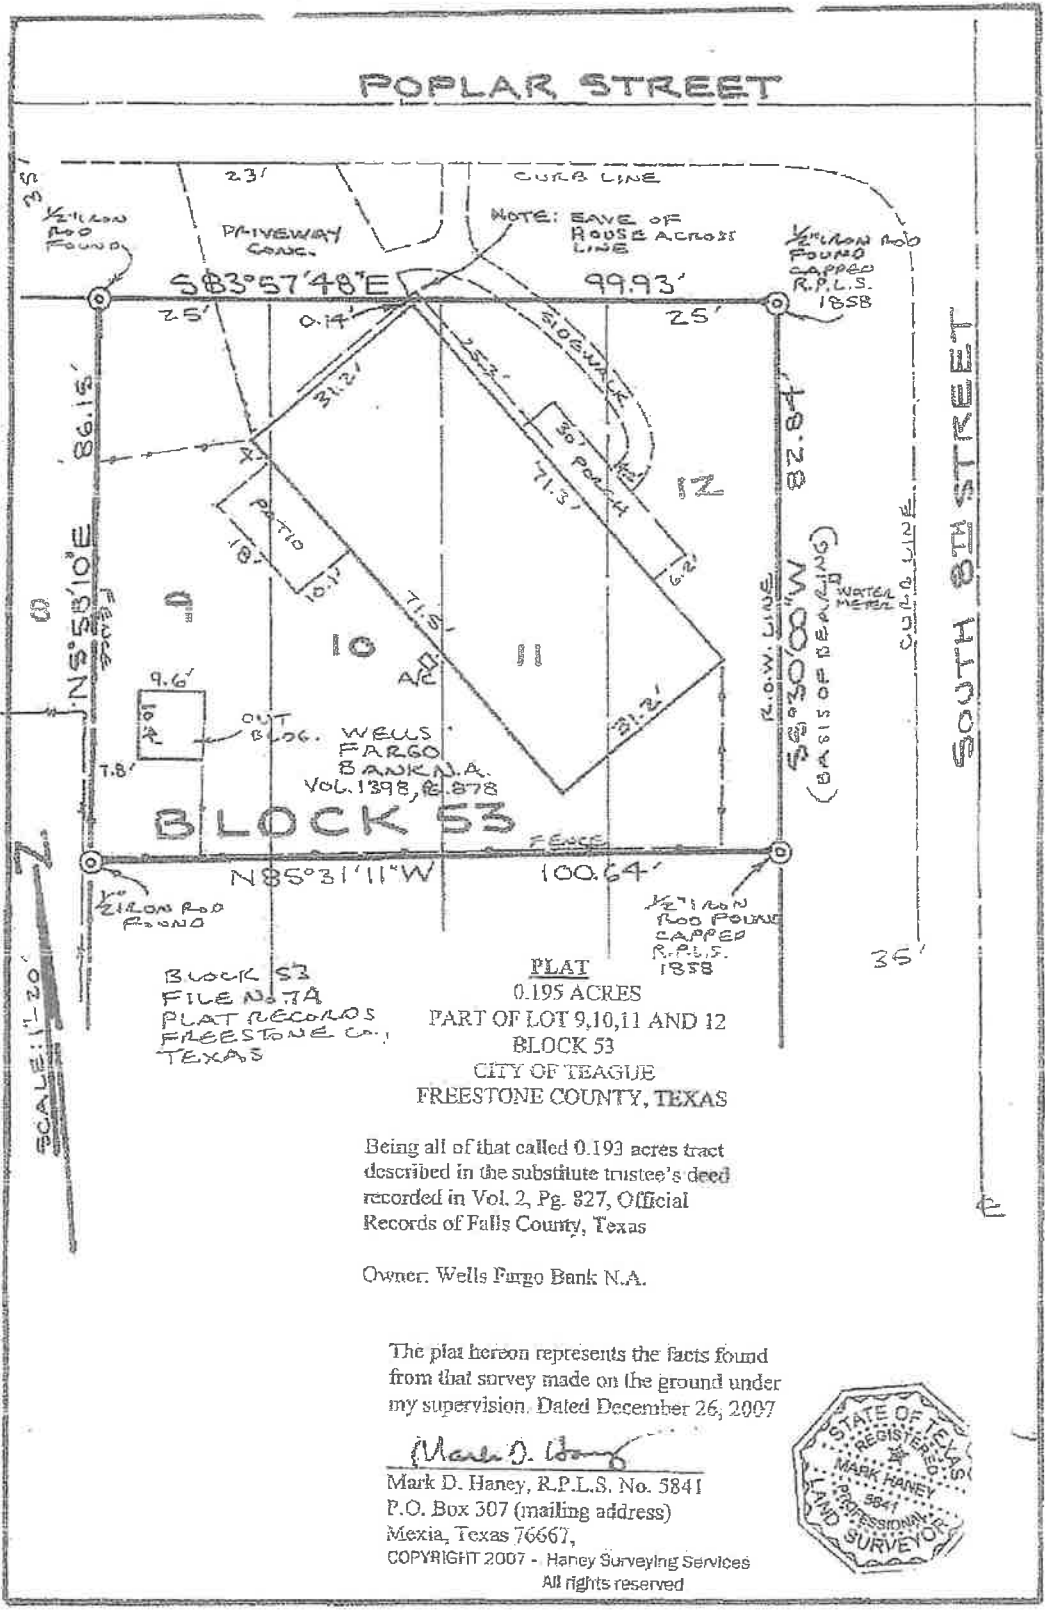 POPLAR STREET
35'
23'
CURB LINE
1/2" IRON
ROD
FOUND
DRIVEWAY
CONC.
NOTE: EAVE OF
HOUSE ACROSS
LINE
1/2" IRON ROD
FOUND
CAPPED
R.P.L.S.
1858
S83°57'48"E
99.93'
25'
0.14'
25'
SIDEWALK
31.2'
25.3'
86.15'
82.84'
30'
PORCH
71.3'
12
PATIO
18'
10.1'
6.2'
N5°58'10"E
FENCE
8
9
10
11
71.5'
A/C
S5°30'00"W
(BASIS OF BEARING)
R.O.W. LINE
WATER
METER
CURB LINE
SOUTH 8TH STREET
9.6'
7.8'
OUT
BLDG.
31.2'
WELLS
FARGO
BANK N.A.
VOL. 1398, PG. 878
BLOCK 53
FENCE
N85°31'11"W
100.64'
1/2" IRON ROD
FOUND
1/2" IRON
ROD FOUND
CAPPED
R.P.L.S.
1858
35'
SCALE: 1"=20'
BLOCK 53
FILE No. 7A
PLAT RECORDS
FREESTONE CO.,
TEXAS
PLAT
0.195 ACRES
PART OF LOT 9,10,11 AND 12
BLOCK 53
CITY OF TEAGUE
FREESTONE COUNTY, TEXAS
Being all of that called 0.193 acres tract
described in the substitute trustee's deed
recorded in Vol. 2, Pg. 827, Official
Records of Falls County, Texas
Owner: Wells Fargo Bank N.A.
The plat hereon represents the facts found
from that survey made on the ground under
my supervision. Dated December 26, 2007
Mark D. Haney
Mark D. Haney, R.P.L.S. No. 5841
P.O. Box 307 (mailing address)
Mexia, Texas 76667,
COPYRIGHT 2007 - Haney Surveying Services
All rights reserved
STATE OF TEXAS
REGISTERED
MARK HANEY
5841
PROFESSIONAL
LAND SURVEYOR